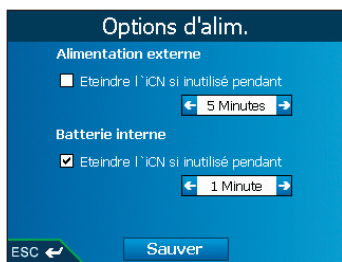 Options d'alim.
Alimentation externe
Eteindre l`iCN si inutilisé pendant
5 Minutes
Batterie interne
Eteindre l`iCN si inutilisé pendant
1 Minute
ESC Sauver